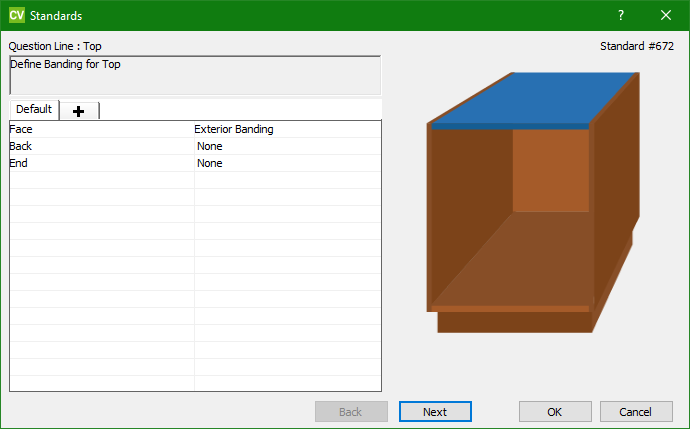 CV Standards ?
Question Line : Top Standard #672
Define Banding for Top
Default
Face Exterior Banding
Back None
End None
Back Next OK Cancel